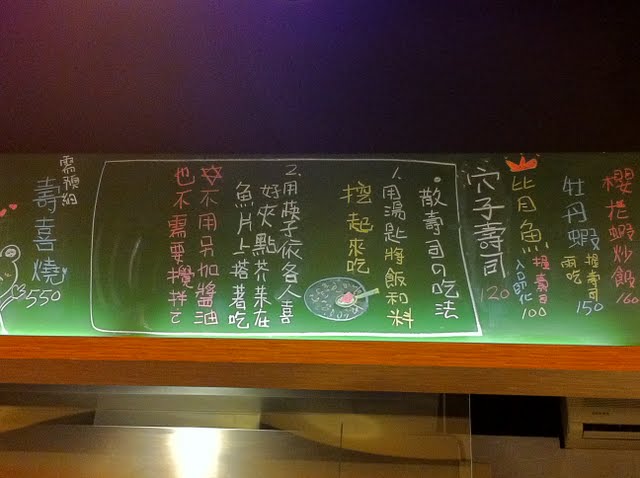 櫻花蝦炒飯 160
牡丹蝦 握壽司 兩吃 150
比目魚 握壽司 入口即化 100
穴子壽司 120
•散壽司の吃法
1.用湯匙將飯和料
挖起來吃
2.用筷子依各人喜
好夾點芥茉在
魚片上搭著吃
不用另加醬油
也不需要攪拌
需預約
壽喜燒
550